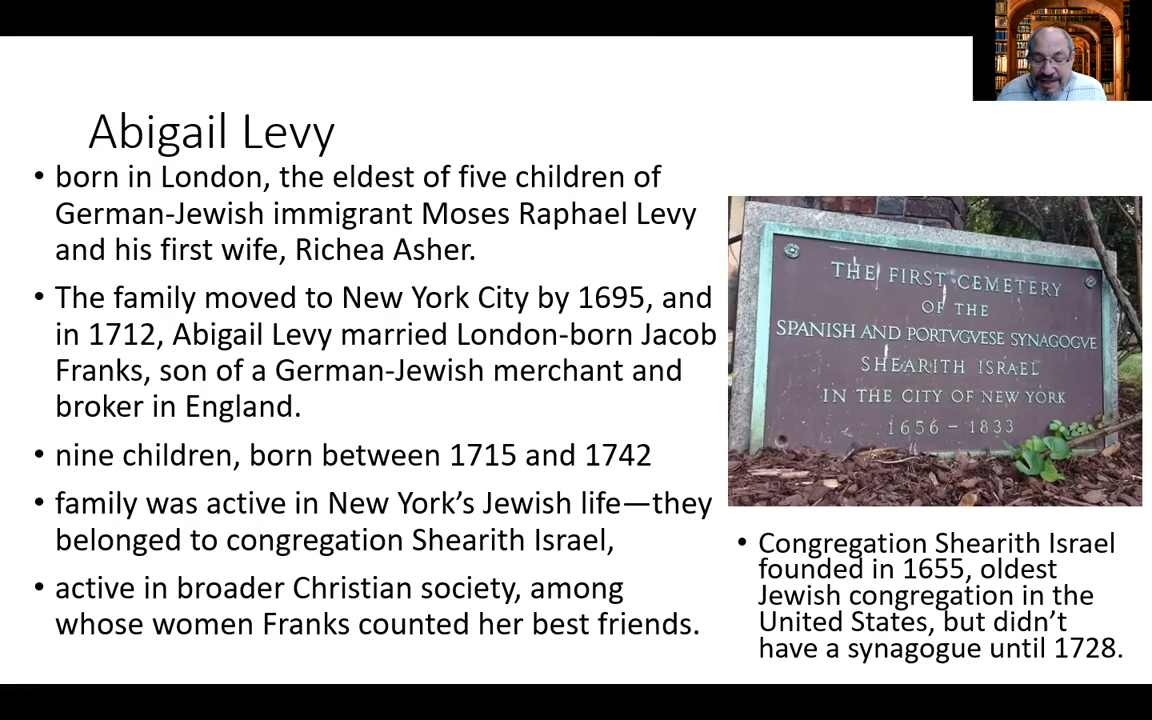 Abigail Levy
• born in London, the eldest of five children of
German-Jewish immigrant Moses Raphael Levy
and his first wife, Richea Asher.
• The family moved to New York City by 1695, and
in 1712, Abigail Levy married London-born Jacob
Franks, son of a German-Jewish merchant and
broker in England.
• nine children, born between 1715 and 1742
• family was active in New York’s Jewish life—they
belonged to congregation Shearith Israel,
• active in broader Christian society, among
whose women Franks counted her best friends.
THE FIRST CEMETERY
OF THE
SPANISH AND PORTVGVESE SYNAGOGVE
SHEARITH ISRAEL
IN THE CITY OF NEW YORK
1656 – 1833
• Congregation Shearith Israel
founded in 1655, oldest
Jewish congregation in the
United States, but didn’t
have a synagogue until 1728.